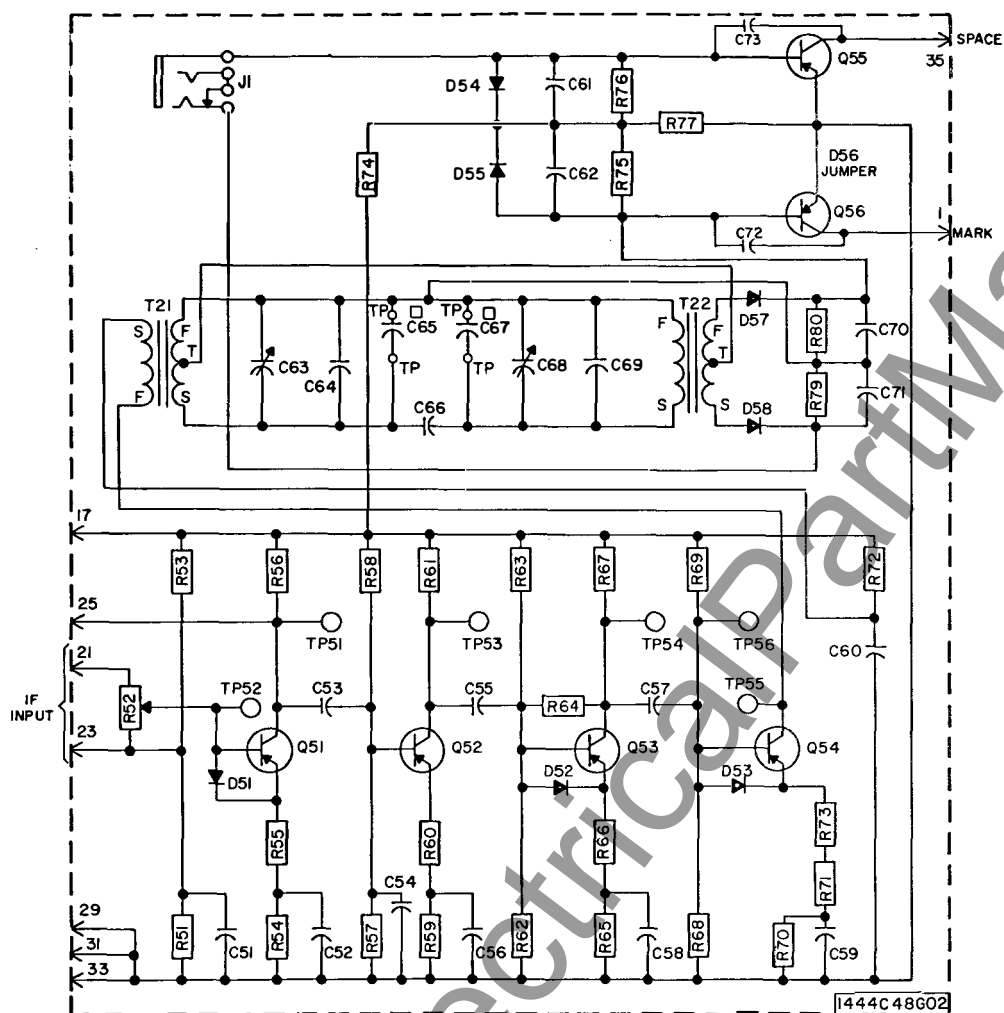 C73
SPACE
35
Q55
J1
D54
C61
R76
R77
R74
D55
C62
R75
D56
JUMPER
Q56
1
MARK
C72
T21
S
F
F
T
S
TP
C65
TP
C67
T22
F
F
T
S
S
D57
R80
C70
C63
C64
TP
TP
C68
C69
R79
C71
C66
D58
17
R53
R56
R58
R61
R63
R67
R69
R72
25
TP51
TP53
TP54
TP56
C60
21
IF
INPUT
R52
TP52
C53
C55
R64
C57
TP55
23
Q51
Q52
Q53
Q54
D51
D52
D53
R55
R60
R66
R73
R71
C54
29
R51
C51
R54
C52
R57
R59
C56
R62
R65
C58
R68
R70
C59
31
33
1444C48G02
ectricalPartMa